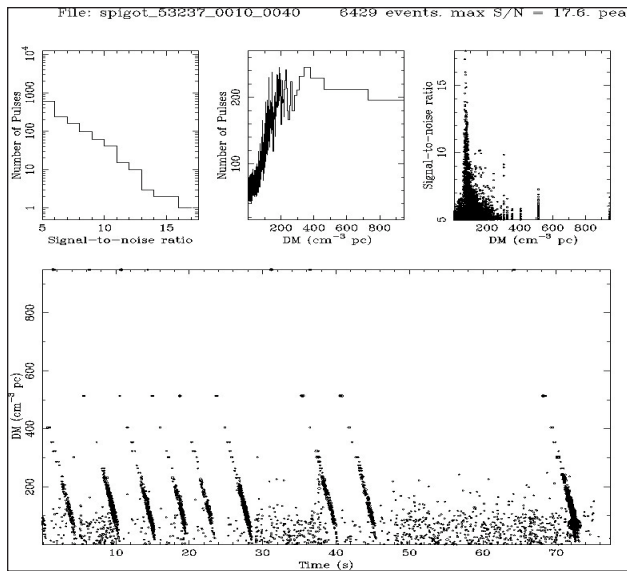 File: spigot_53237_0010_0040 6429 events. max S/N = 17.6. pea
Number of Pulses
1 10 100 1000 10⁴
5 10 15
Signal-to-noise ratio
Number of Pulses
100 200
200 400 600 800
DM (cm⁻³ pc)
Signal-to-noise ratio
5 10 15
200 400 600 800
DM (cm⁻³ pc)
DM (cm⁻³ pc)
200 400 600 800
10 20 30 40 50 60 70
Time (s)